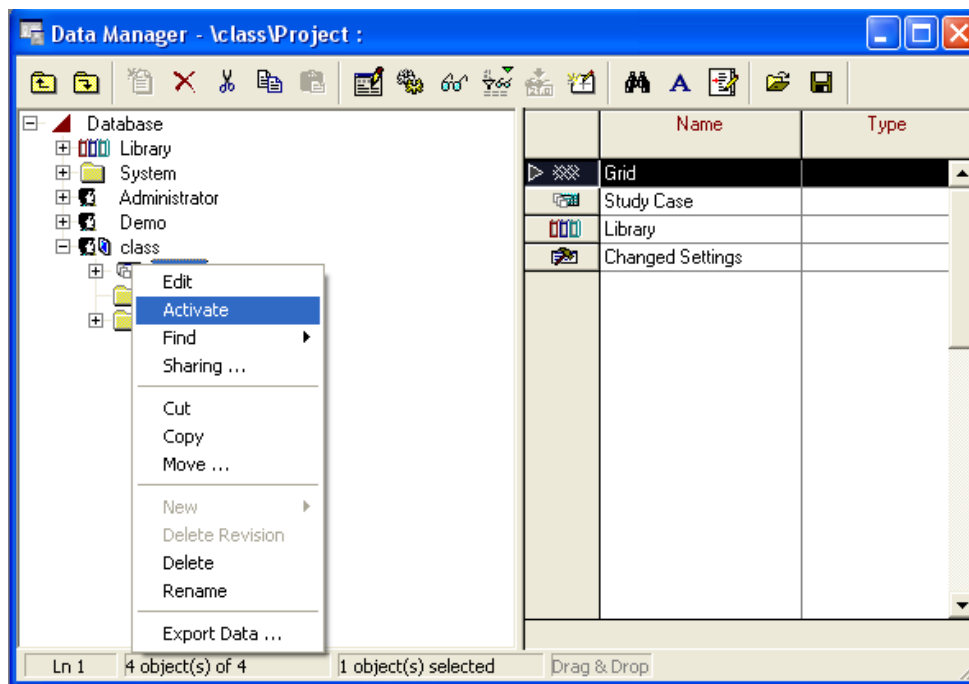 Data Manager - \class\Project :
Name
Type
Database
Library
System
Administrator
Demo
class
Grid
Study Case
Library
Changed Settings
Edit
Activate
Find
Sharing ...
Cut
Copy
Move ...
New
Delete Revision
Delete
Rename
Export Data ...
Ln 1
4 object(s) of 4
1 object(s) selected
Drag & Drop